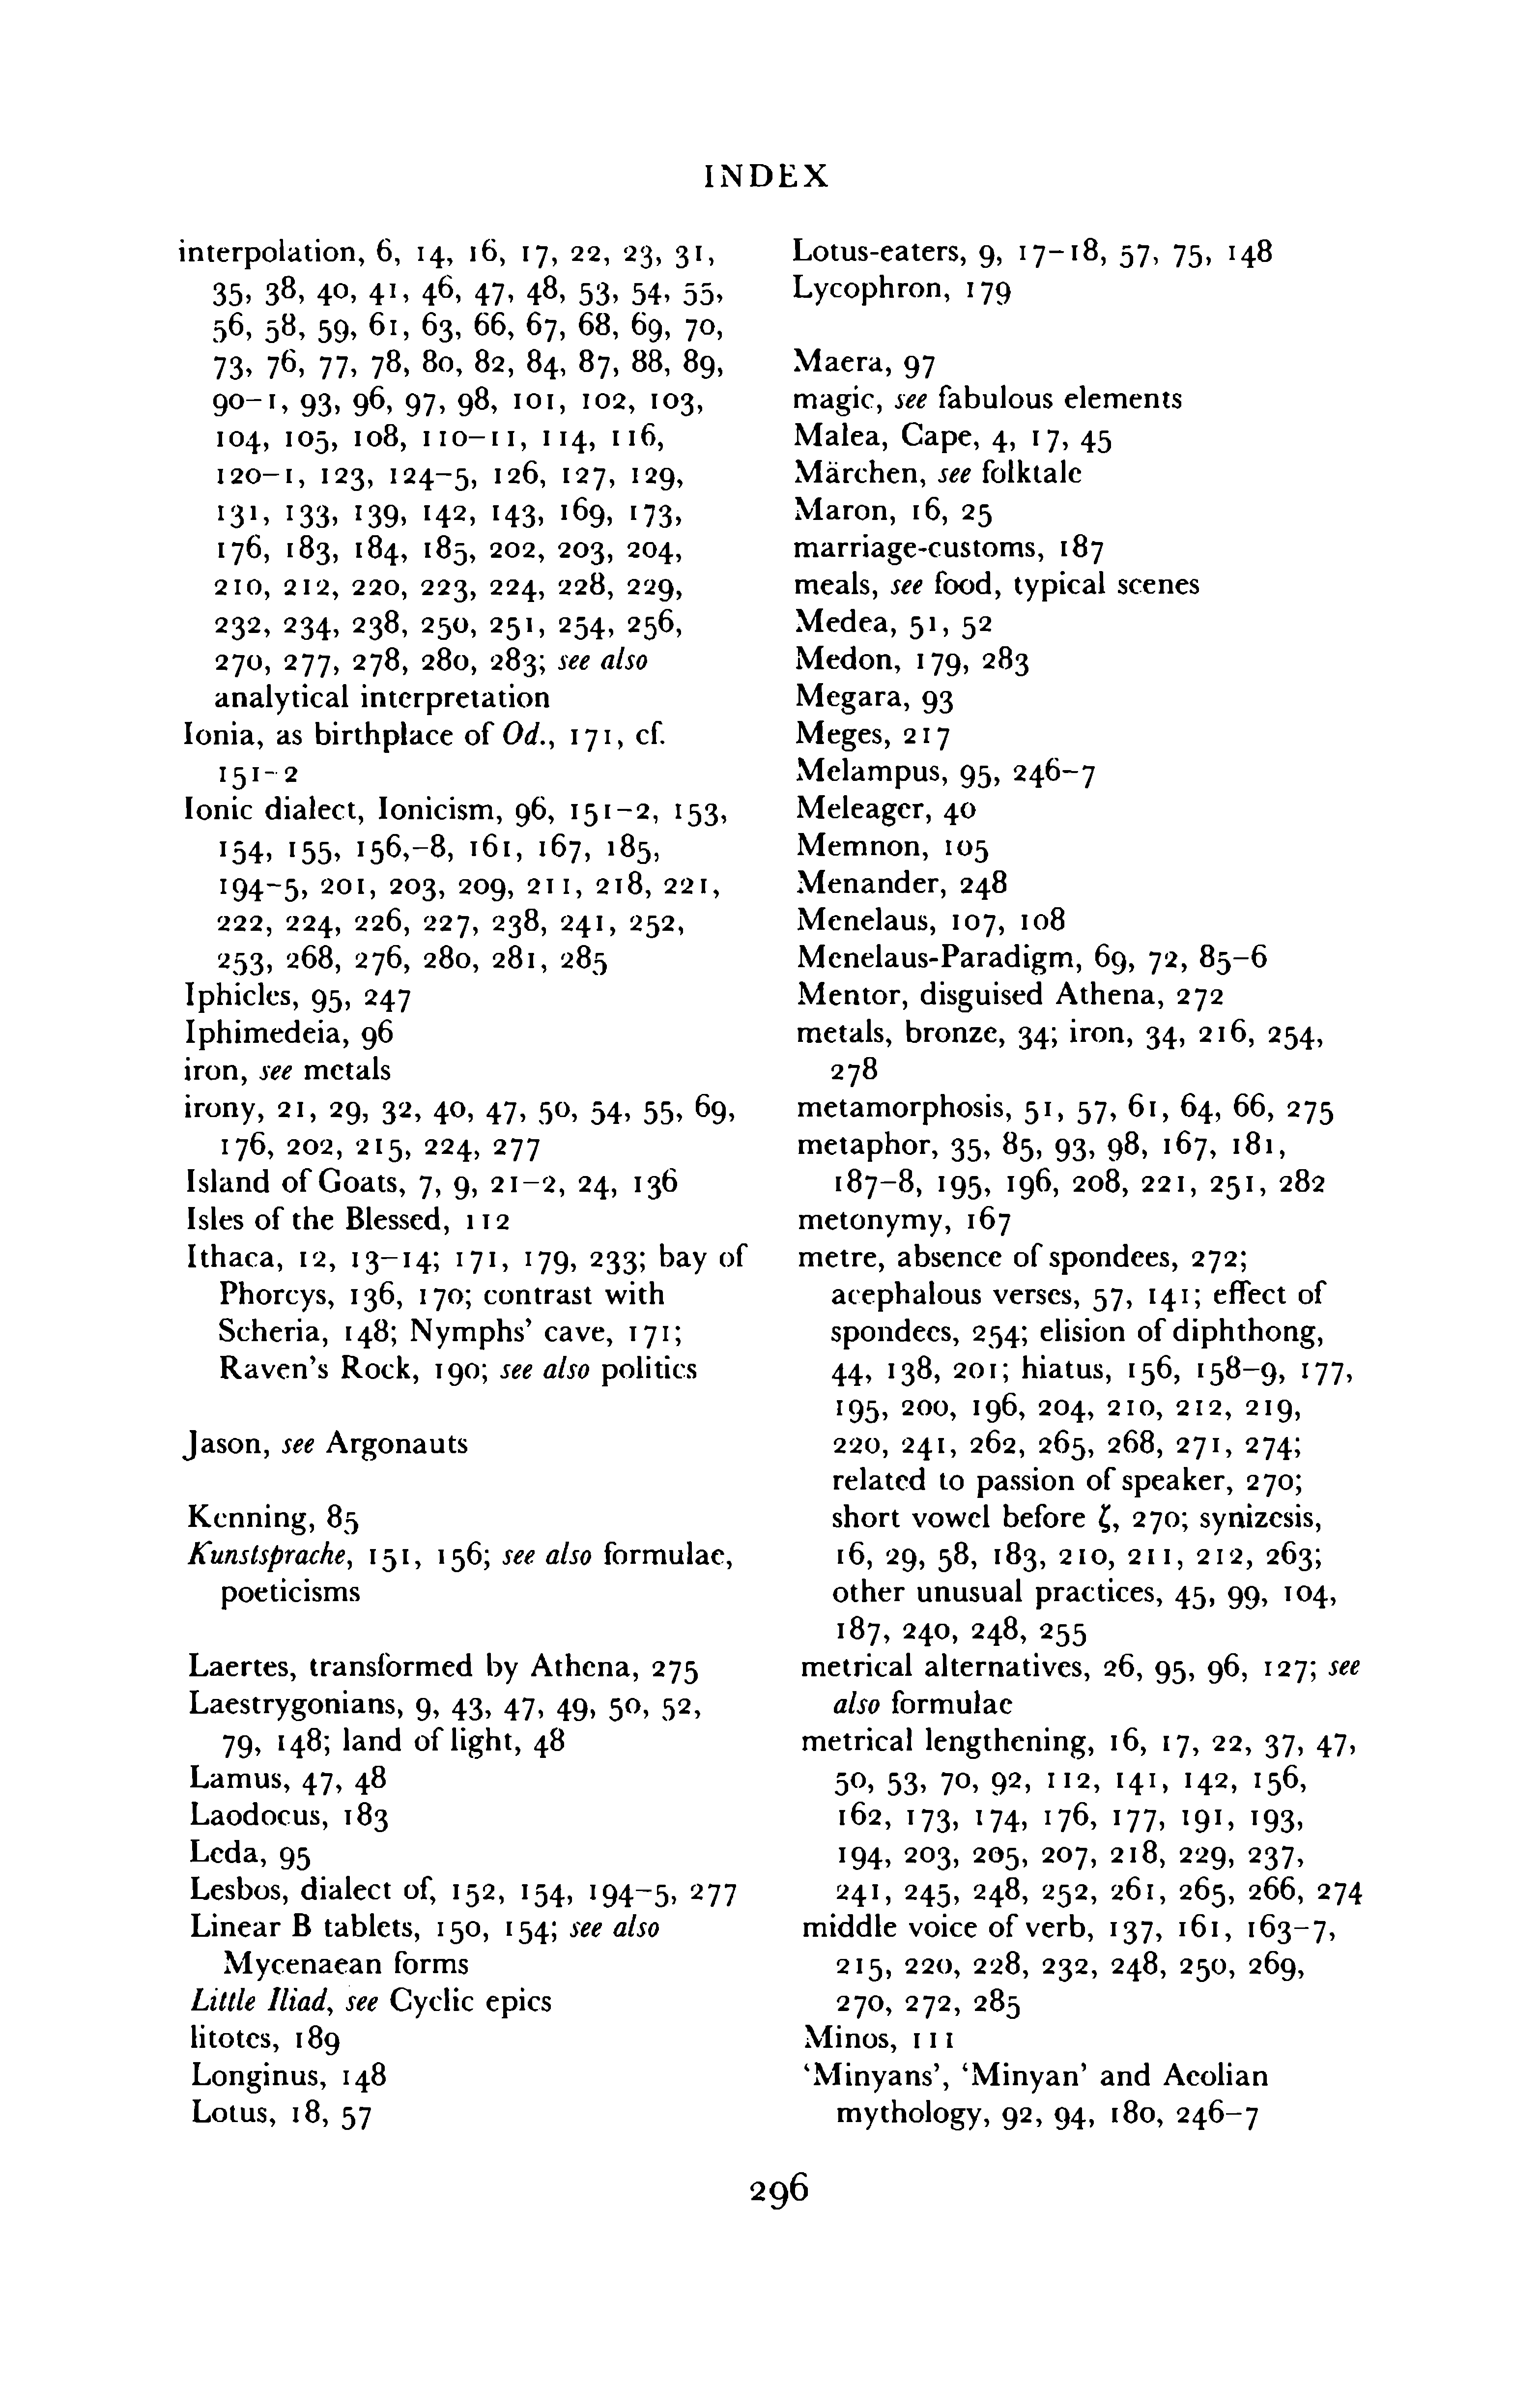 INDEX
interpolation, 6, 14, 16, 17, 22, 23, 31,
35, 38, 40, 41, 46, 47, 48, 53, 54, 55,
56, 58, 59, 61, 63, 66, 67, 68, 69, 70,
73, 76, 77, 78, 80, 82, 84, 87, 88, 89,
90–1, 93, 96, 97, 98, 101, 102, 103,
104, 105, 108, 110–11, 114, 116,
120–1, 123, 124–5, 126, 127, 129,
131, 133, 139, 142, 143, 169, 173,
176, 183, 184, 185, 202, 203, 204,
210, 212, 220, 223, 224, 228, 229,
232, 234, 238, 250, 251, 254, 256,
270, 277, 278, 280, 283; see also
analytical interpretation
Ionia, as birthplace of Od., 171, cf.
151–2
Ionic dialect, Ionicism, 96, 151–2, 153,
154, 155, 156,–8, 161, 167, 185,
194–5, 201, 203, 209, 211, 218, 221,
222, 224, 226, 227, 238, 241, 252,
253, 268, 276, 280, 281, 285
Iphicles, 95, 247
Iphimedeia, 96
iron, see metals
irony, 21, 29, 32, 40, 47, 50, 54, 55, 69,
176, 202, 215, 224, 277
Island of Goats, 7, 9, 21–2, 24, 136
Isles of the Blessed, 112
Ithaca, 12, 13–14; 171, 179, 233; bay of
Phorcys, 136, 170; contrast with
Scheria, 148; Nymphs’ cave, 171;
Raven’s Rock, 190; see also politics
Jason, see Argonauts
Kenning, 85
Kunstsprache, 151, 156; see also formulae,
poeticisms
Laertes, transformed by Athena, 275
Laestrygonians, 9, 43, 47, 49, 50, 52,
79, 148; land of light, 48
Lamus, 47, 48
Laodocus, 183
Leda, 95
Lesbos, dialect of, 152, 154, 194–5, 277
Linear B tablets, 150, 154; see also
Mycenaean forms
Little Iliad, see Cyclic epics
litotes, 189
Longinus, 148
Lotus, 18, 57
Lotus-eaters, 9, 17–18, 57, 75, 148
Lycophron, 179
Maera, 97
magic, see fabulous elements
Malea, Cape, 4, 17, 45
Märchen, see folktale
Maron, 16, 25
marriage-customs, 187
meals, see food, typical scenes
Medea, 51, 52
Medon, 179, 283
Megara, 93
Meges, 217
Melampus, 95, 246–7
Meleager, 40
Memnon, 105
Menander, 248
Menelaus, 107, 108
Menelaus-Paradigm, 69, 72, 85–6
Mentor, disguised Athena, 272
metals, bronze, 34; iron, 34, 216, 254,
278
metamorphosis, 51, 57, 61, 64, 66, 275
metaphor, 35, 85, 93, 98, 167, 181,
187–8, 195, 196, 208, 221, 251, 282
metonymy, 167
metre, absence of spondees, 272;
acephalous verses, 57, 141; effect of
spondees, 254; elision of diphthong,
44, 138, 201; hiatus, 156, 158–9, 177,
195, 200, 196, 204, 210, 212, 219,
220, 241, 262, 265, 268, 271, 274;
related to passion of speaker, 270;
short vowel before ζ, 270; synizesis,
16, 29, 58, 183, 210, 211, 212, 263;
other unusual practices, 45, 99, 104,
187, 240, 248, 255
metrical alternatives, 26, 95, 96, 127; see
also formulae
metrical lengthening, 16, 17, 22, 37, 47,
50, 53, 70, 92, 112, 141, 142, 156,
162, 173, 174, 176, 177, 191, 193,
194, 203, 205, 207, 218, 229, 237,
241, 245, 248, 252, 261, 265, 266, 274
middle voice of verb, 137, 161, 163–7,
215, 220, 228, 232, 248, 250, 269,
270, 272, 285
Minos, 111
‘Minyans’, ‘Minyan’ and Aeolian
mythology, 92, 94, 180, 246–7
296